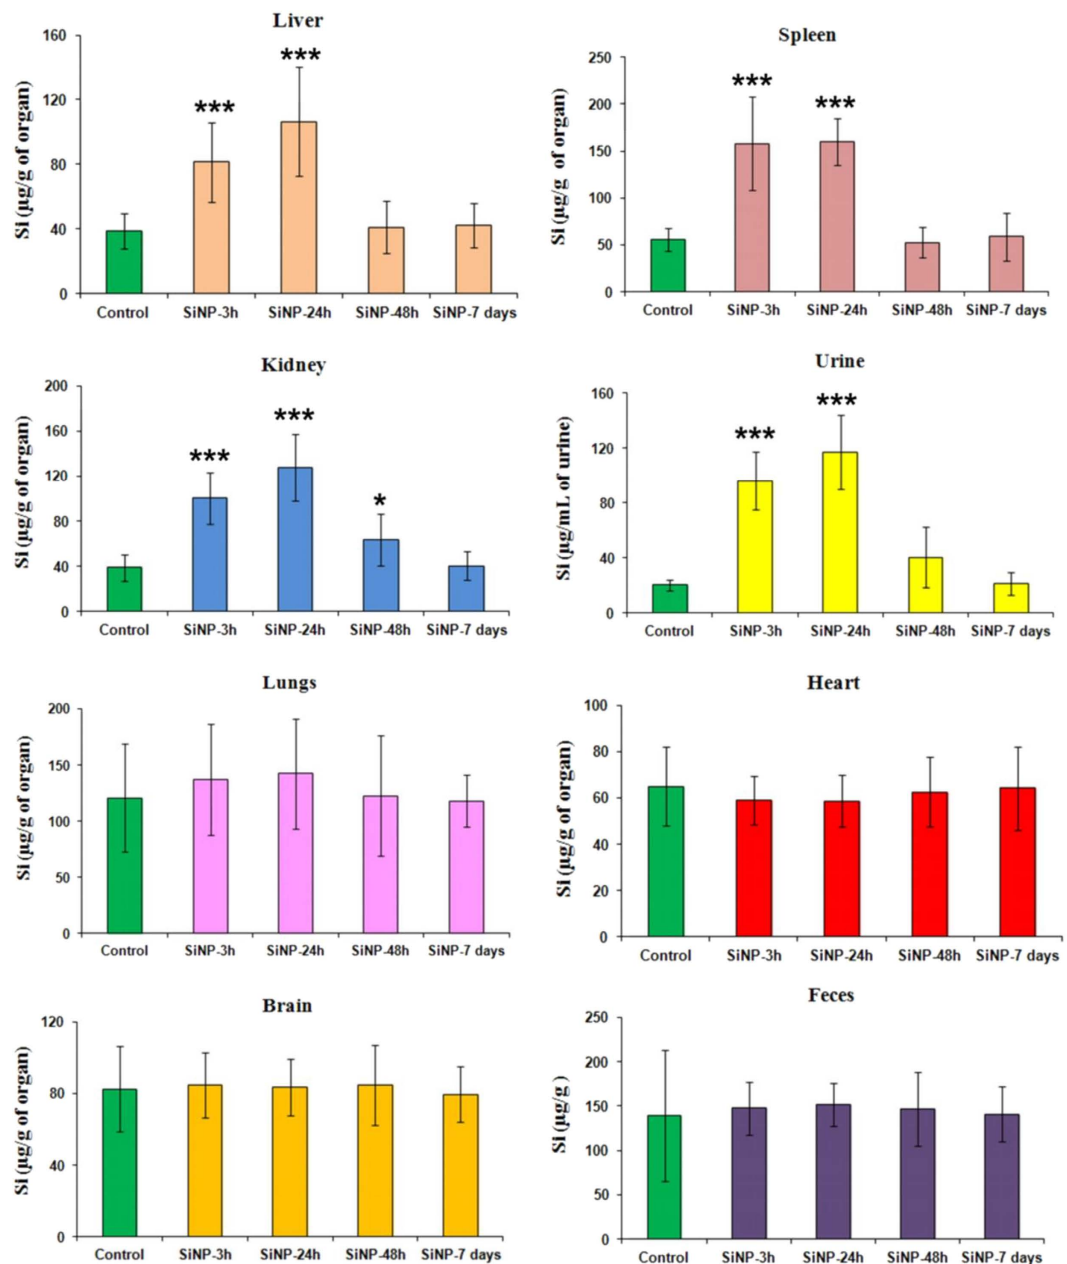 Liver
Si (µg/g of organ)
160
120
80
40
0
***
***
Control SiNP-3h SiNP-24h SiNP-48h SiNP-7 days
Spleen
Si (µg/g of organ)
250
200
150
100
50
0
***
***
Control SiNP-3h SiNP-24h SiNP-48h SiNP-7 days
Kidney
Si (µg/g of organ)
200
160
120
80
40
0
***
***
*
Control SiNP-3h SiNP-24h SiNP-48h SiNP-7 days
Urine
Si (µg/mL of urine)
160
120
80
40
0
***
***
Control SiNP-3h SiNP-24h SiNP-48h SiNP-7 days
Lungs
Si (µg/g of organ)
200
150
100
50
0
Control SiNP-3h SiNP-24h SiNP-48h SiNP-7 days
Heart
Si (µg/g of organ)
100
80
60
40
20
0
Control SiNP-3h SiNP-24h SiNP-48h SiNP-7 days
Brain
Si (µg/g of organ)
120
80
40
0
Control SiNP-3h SiNP-24h SiNP-48h SiNP-7 days
Feces
Si (µg/g )
250
200
150
100
50
0
Control SiNP-3h SiNP-24h SiNP-48h SiNP-7 days